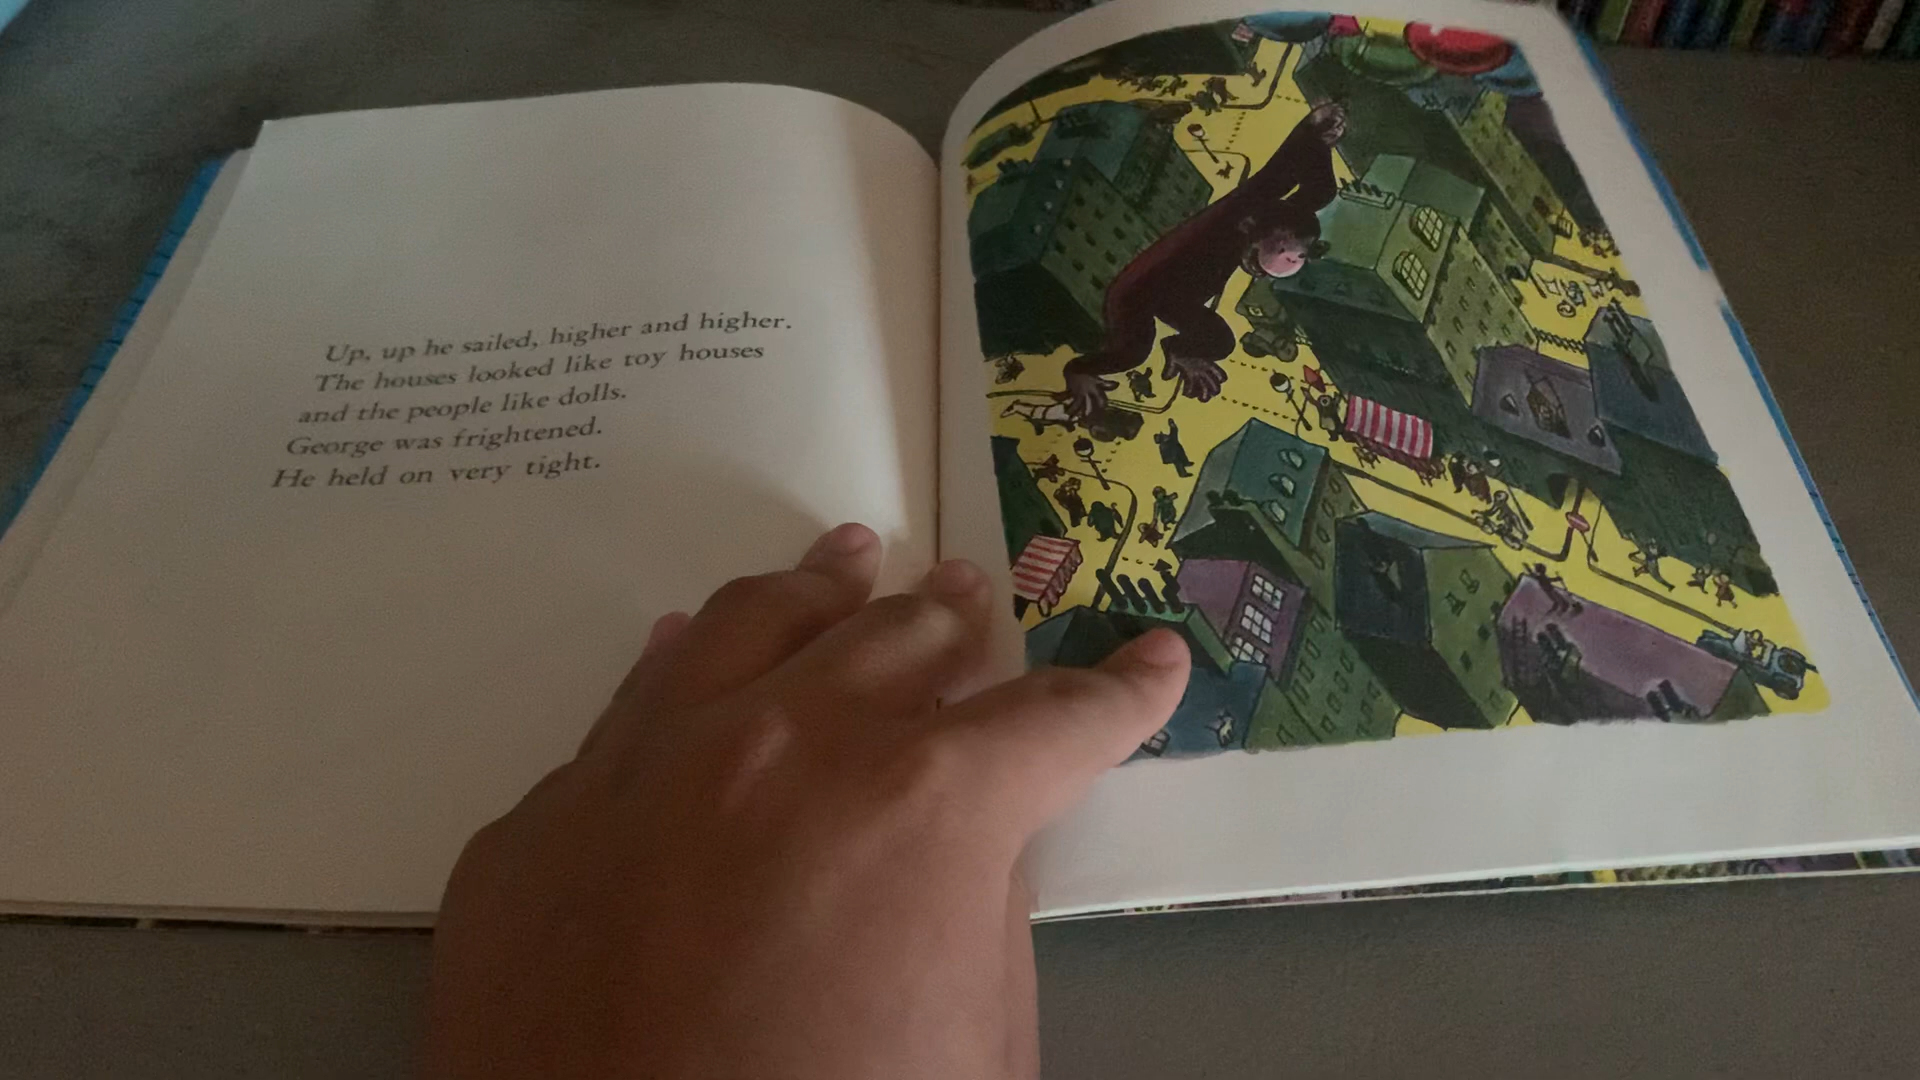 Up, up he sailed, higher and higher.
The houses looked like toy houses
and the people like dolls.
George was frightened.
He held on very tight.